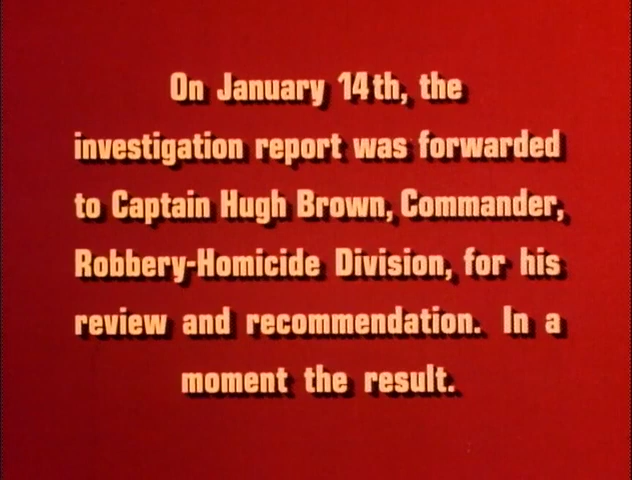 On January 14th, the
investigation report was forwarded
to Captain Hugh Brown, Commander,
Robbery-Homicide Division, for his
review and recommendation. In a
moment the result.